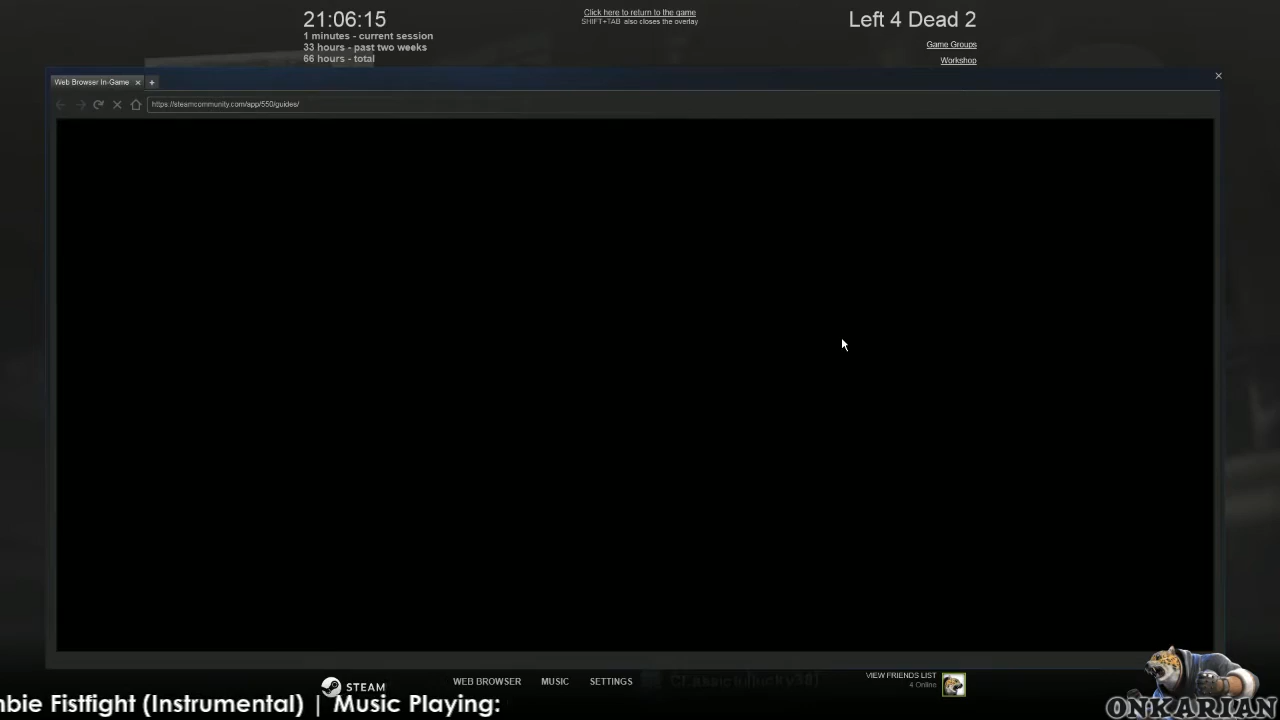 21:06:15
1 minutes - current session
33 hours - past two weeks
66 hours - total
Click here to return to the game
SHIFT+TAB also closes the overlay
Left 4 Dead 2
Game Groups
Workshop
Web Browser In-Game
https://steamcommunity.com/app/550/guides/
STEAM
WEB BROWSER
MUSIC
SETTINGS
VIEW FRIENDS LIST
4 Online
nbie Fistfight (Instrumental) | Music Playing:
ONKARIAN